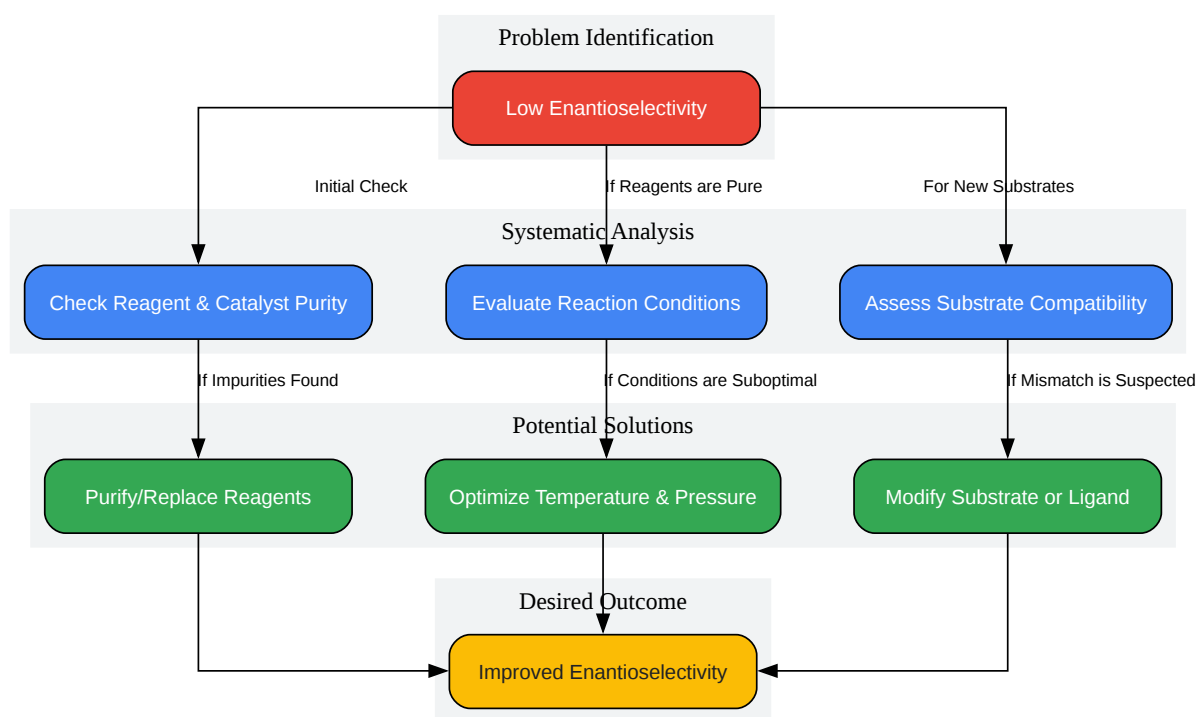 Problem Identification
Low Enantioselectivity
Initial Check
If Reagents are Pure
For New Substrates
Systematic Analysis
Check Reagent & Catalyst Purity
Evaluate Reaction Conditions
Assess Substrate Compatibility
If Impurities Found
If Conditions are Suboptimal
If Mismatch is Suspected
Potential Solutions
Purify/Replace Reagents
Optimize Temperature & Pressure
Modify Substrate or Ligand
Desired Outcome
Improved Enantioselectivity